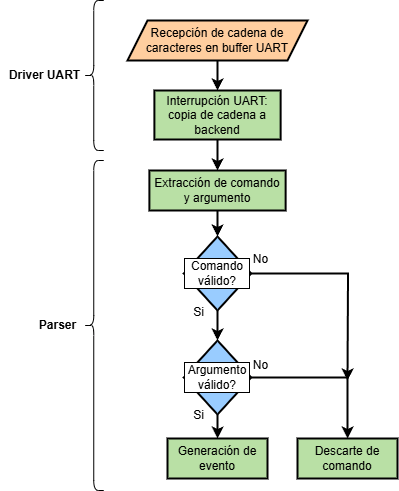 Recepción de cadena de
caracteres en buffer UART
Driver UART
Interrupción UART:
copia de cadena a
backend
Extracción de comando
y argumento
Comando
válido?
No
Si
Parser
Argumento
válido?
No
Si
Generación de
evento
Descarte de
comando